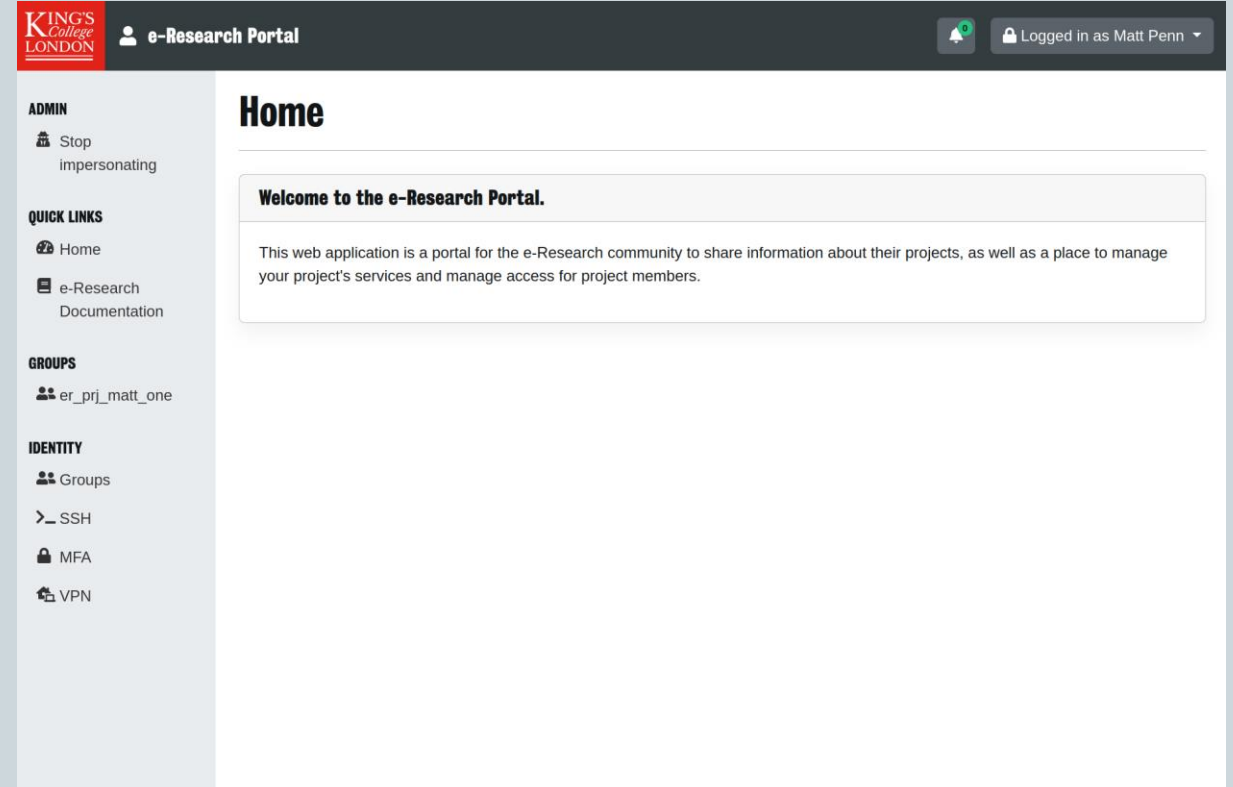 KING'S
College
LONDON
e-Research Portal
0
Logged in as Matt Penn
ADMIN
Stop
impersonating
QUICK LINKS
Home
e-Research
Documentation
GROUPS
er_prj_matt_one
IDENTITY
Groups
SSH
MFA
VPN
Home
Welcome to the e-Research Portal.
This web application is a portal for the e-Research community to share information about their projects, as well as a place to manage
your project's services and manage access for project members.